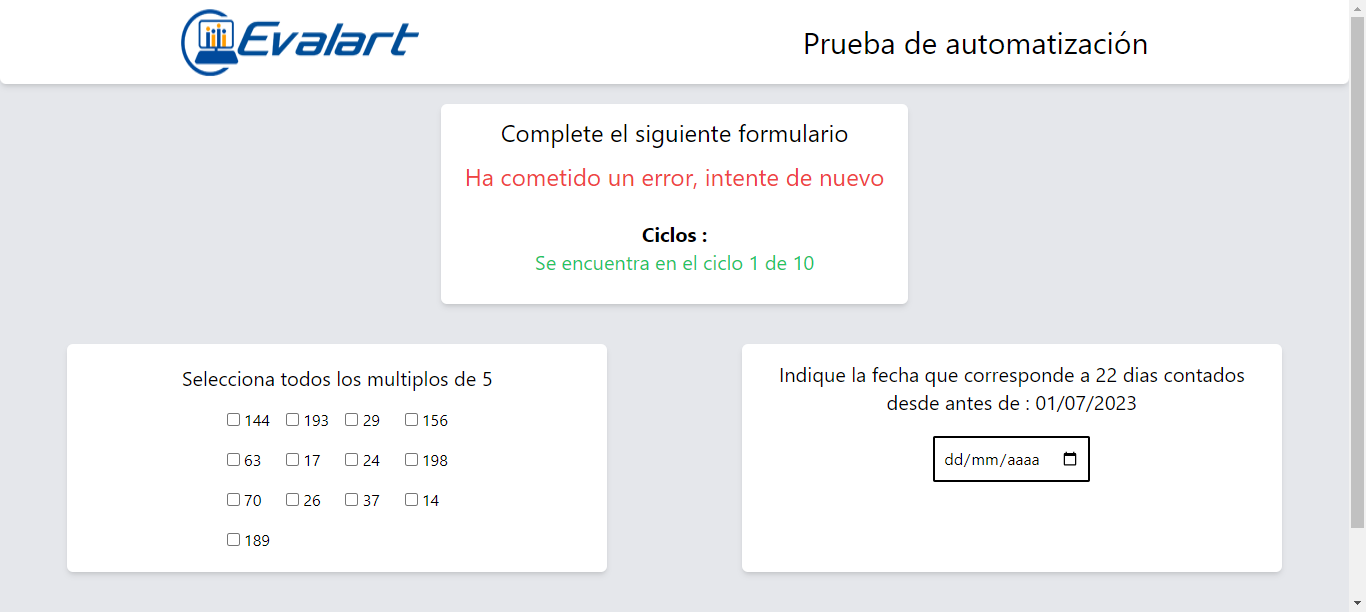 Evalart
Prueba de automatización
Complete el siguiente formulario
Ha cometido un error, intente de nuevo
Ciclos :
Se encuentra en el ciclo 1 de 10
Selecciona todos los multiplos de 5
144 193 29 156
63 17 24 198
70 26 37 14
189
Indique la fecha que corresponde a 22 dias contados
desde antes de : 01/07/2023
dd/mm/aaaa